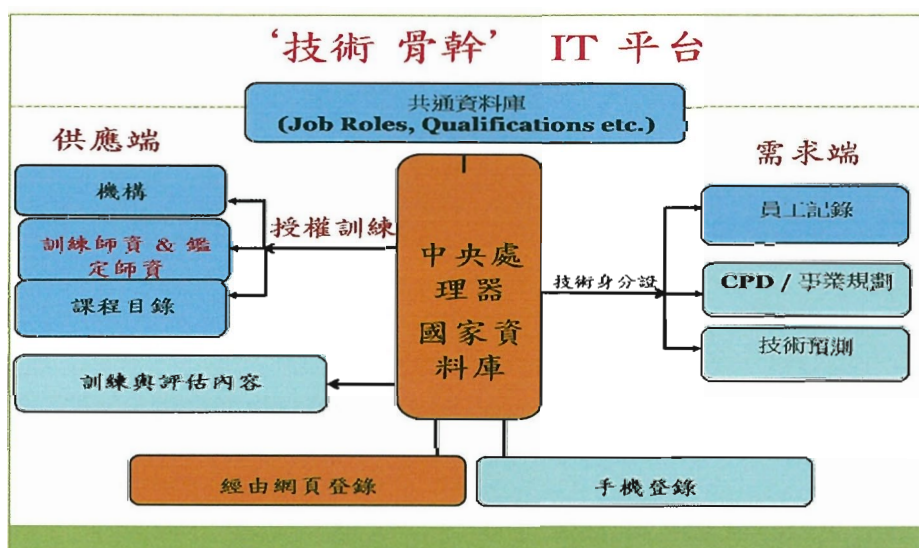 ‘技術 骨幹’ IT 平台
共通資料庫
(Job Roles, Qualifications etc.)
供應端
需求端
機構
訓練師資 & 鑑
定師資
課程目錄
授權訓練
訓練與評估內容
中央處
理器
國家資
料庫
技術身分證
員工記錄
CPD / 事業規劃
技術預測
經由網頁登錄
手機登錄